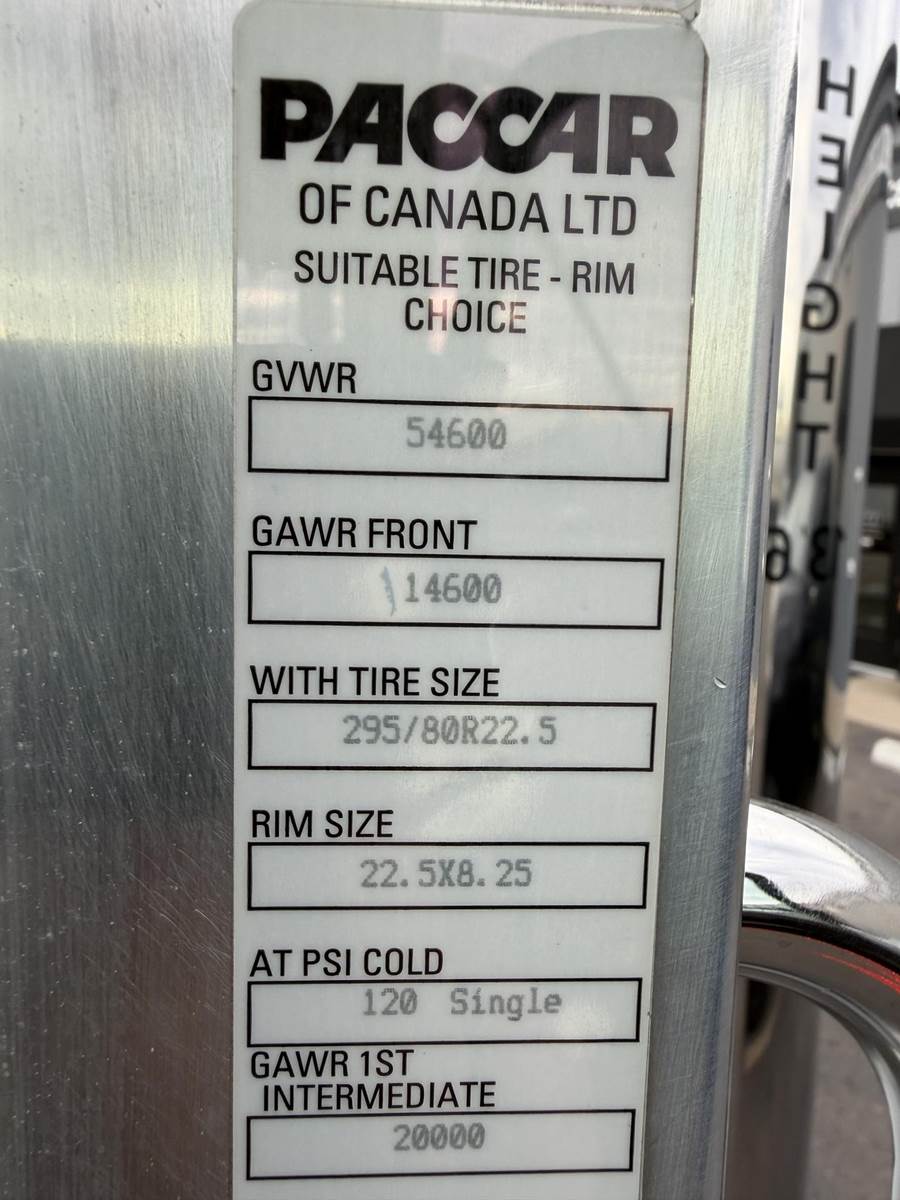 PACCAR
OF CANADA LTD
SUITABLE TIRE - RIM
CHOICE
GVWR
54600
GAWR FRONT
14600
WITH TIRE SIZE
295/80R22.5
RIM SIZE
22.5X8.25
AT PSI COLD
120 Single
GAWR 1ST
INTERMEDIATE
20000
HEIGHT